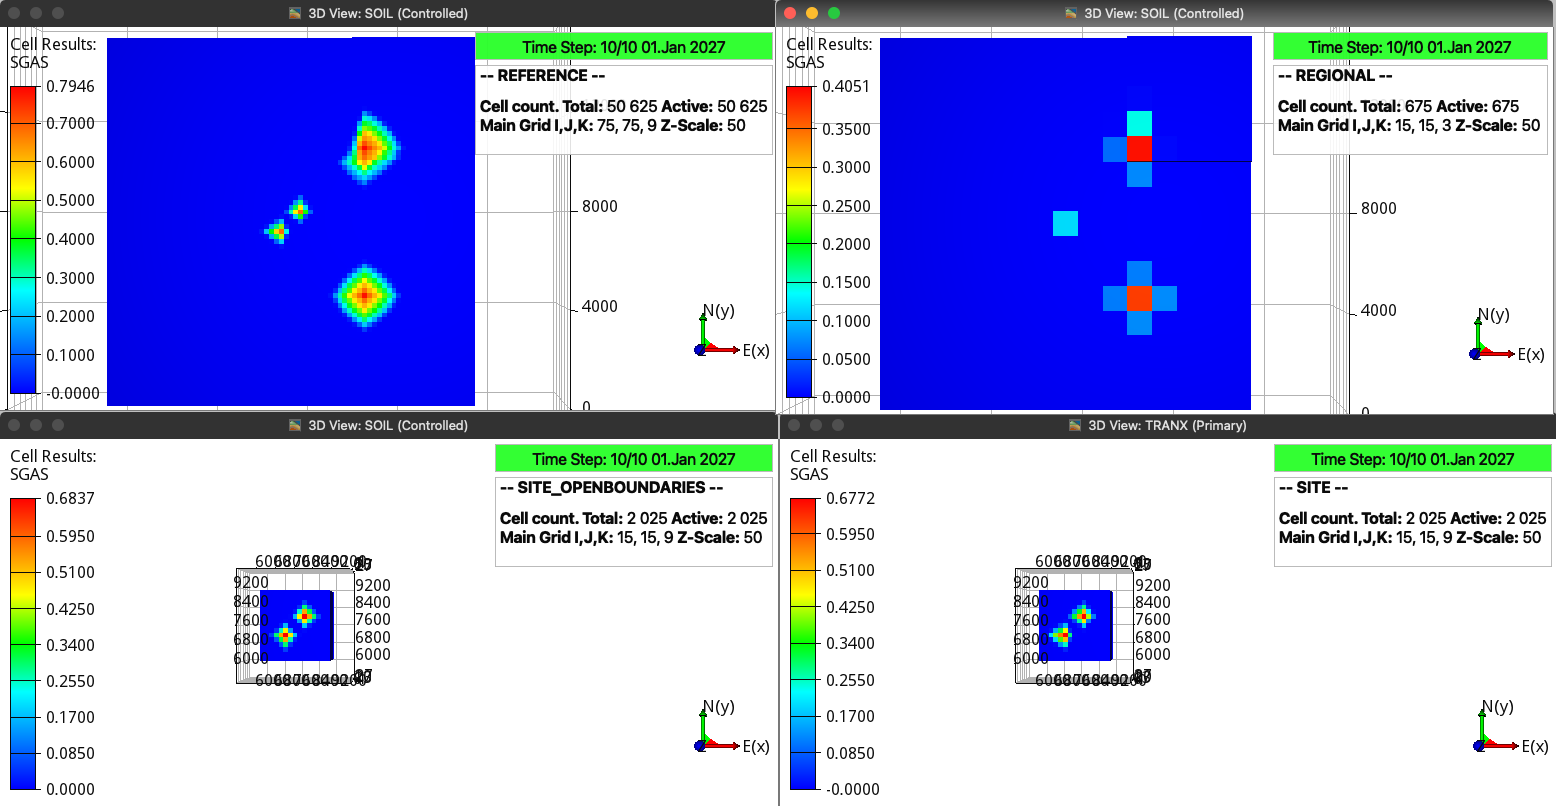 3D View: SOIL (Controlled)
Cell Results:
SGAS
0.7946
0.7000
0.6000
0.5000
0.4000
0.3000
0.2000
0.1000
-0.0000
Time Step: 10/10 01.Jan 2027
-- REFERENCE --
Cell count. Total: 50 625 Active: 50 625
Main Grid I,J,K: 75, 75, 9 Z-Scale: 50
8000
4000
0
N(y)
E(x)
3D View: SOIL (Controlled)
Cell Results:
SGAS
0.4051
0.3500
0.3000
0.2500
0.2000
0.1500
0.1000
0.0500
0.0000
Time Step: 10/10 01.Jan 2027
-- REGIONAL --
Cell count. Total: 675 Active: 675
Main Grid I,J,K: 15, 15, 3 Z-Scale: 50
8000
4000
0
N(y)
E(x)
Z
3D View: SOIL (Controlled)
Cell Results:
SGAS
0.6837
0.5950
0.5100
0.4250
0.3400
0.2550
0.1700
0.0850
0.0000
Time Step: 10/10 01.Jan 2027
-- SITE_OPENBOUNDARIES --
Cell count. Total: 2 025 Active: 2 025
Main Grid I,J,K: 15, 15, 9 Z-Scale: 50
9200
8400
7600
6800
6000
9200
8400
7600
6800
6000
N(y)
E(x)
3D View: TRANX (Primary)
Cell Results:
SGAS
0.6772
0.5950
0.5100
0.4250
0.3400
0.2550
0.1700
0.0850
-0.0000
Time Step: 10/10 01.Jan 2027
-- SITE --
Cell count. Total: 2 025 Active: 2 025
Main Grid I,J,K: 15, 15, 9 Z-Scale: 50
9200
8400
7600
6800
6000
9200
8400
7600
6800
6000
N(y)
E(x)